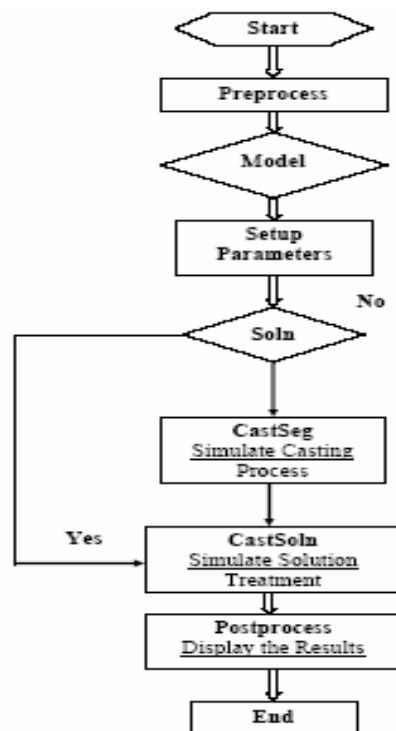 Start
Preprocess
Model
Setup
Parameters
No
Soln
CastSeg
Simulate Casting
Process
Yes
CastSoln
Simulate Solution
Treatment
Postprocess
Display the Results
End